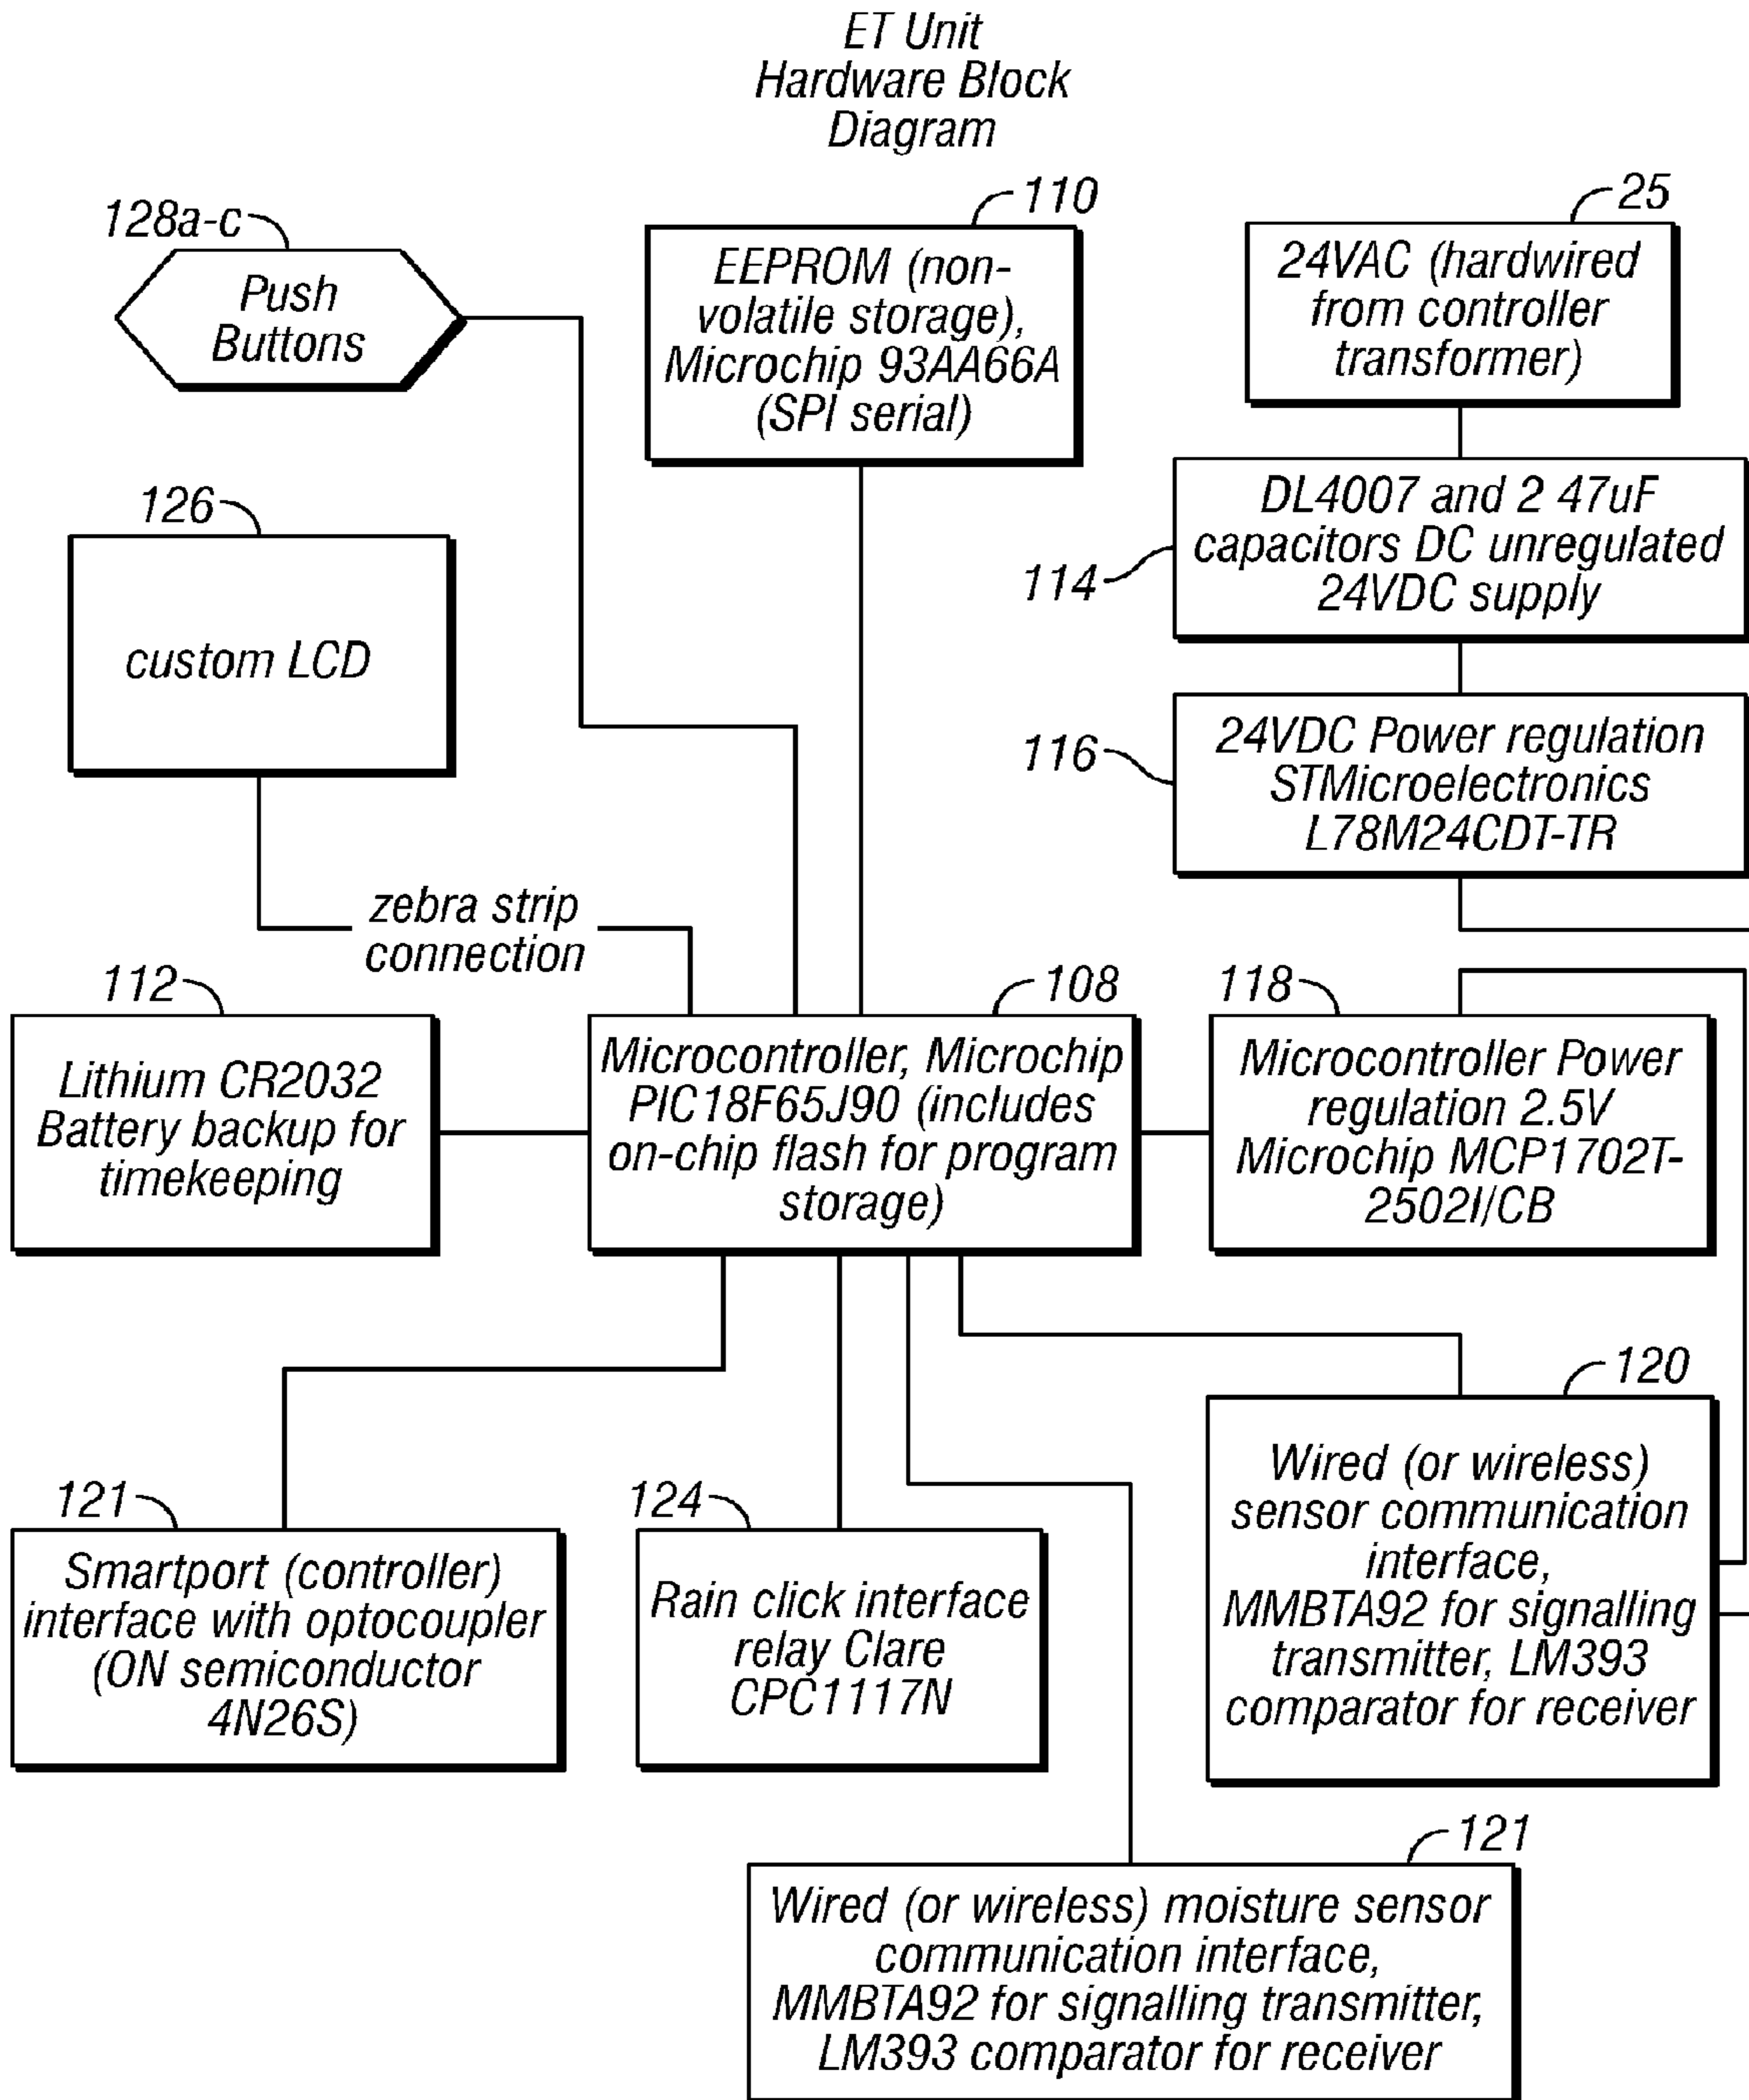 ET Unit
Hardware Block
Diagram
128a-c
Push
Buttons
110
EEPROM (non-
volatile storage),
Microchip 93AA66A
(SPI serial)
25
24VAC (hardwired
from controller
transformer)
114
DL4007 and 2 47uF
capacitors DC unregulated
24VDC supply
126
custom LCD
116
24VDC Power regulation
STMicroelectronics
L78M24CDT-TR
zebra strip
connection
112
Lithium CR2032
Battery backup for
timekeeping
108
Microcontroller, Microchip
PIC18F65J90 (includes
on-chip flash for program
storage)
118
Microcontroller Power
regulation 2.5V
Microchip MCP1702T-
2502I/CB
121
Smartport (controller)
interface with optocoupler
(ON semiconductor
4N26S)
124
Rain click interface
relay Clare
CPC1117N
120
Wired (or wireless)
sensor communication
interface,
MMBTA92 for signalling
transmitter, LM393
comparator for receiver
121
Wired (or wireless) moisture sensor
communication interface,
MMBTA92 for signalling transmitter,
LM393 comparator for receiver